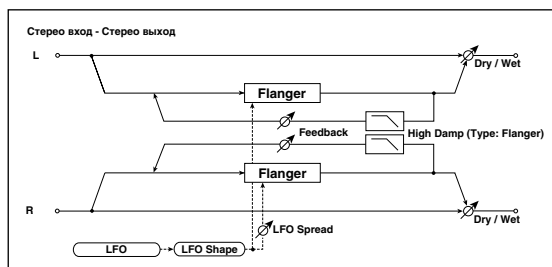 Стерео вход - Стерео выход
L
Dry / Wet
Flanger
Feedback
High Damp (Type: Flanger)
Flanger
R
LFO Spread
Dry / Wet
LFO
LFO Shape